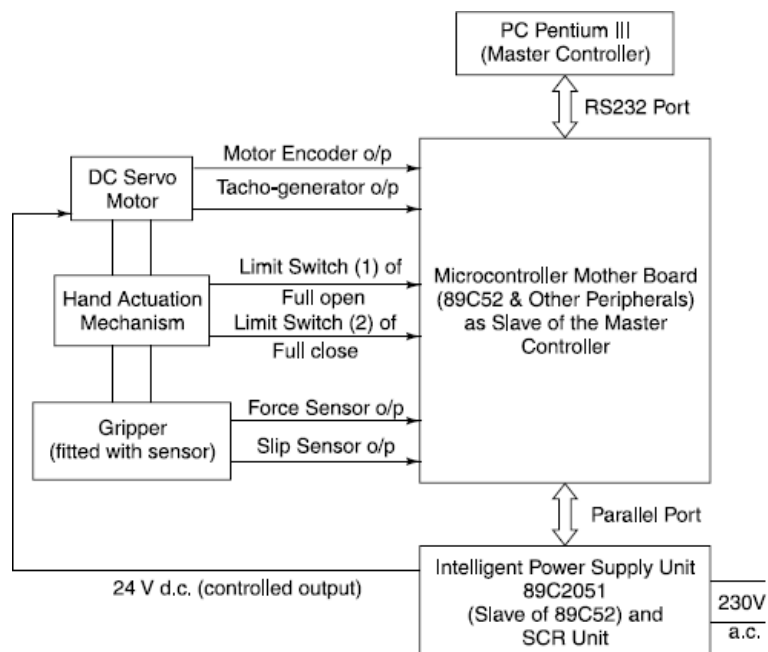 PC Pentium III
(Master Controller)
RS232 Port
Motor Encoder o/p
DC Servo
Motor
Tacho-generator o/p
Limit Switch (1) of
Full open
Hand Actuation
Mechanism
Limit Switch (2) of
Full close
Microcontroller Mother Board
(89C52 & Other Peripherals)
as Slave of the Master
Controller
Force Sensor o/p
Gripper
(fitted with sensor)
Slip Sensor o/p
Parallel Port
24 V d.c. (controlled output)
Intelligent Power Supply Unit
89C2051
(Slave of 89C52) and
SCR Unit
230V
a.c.